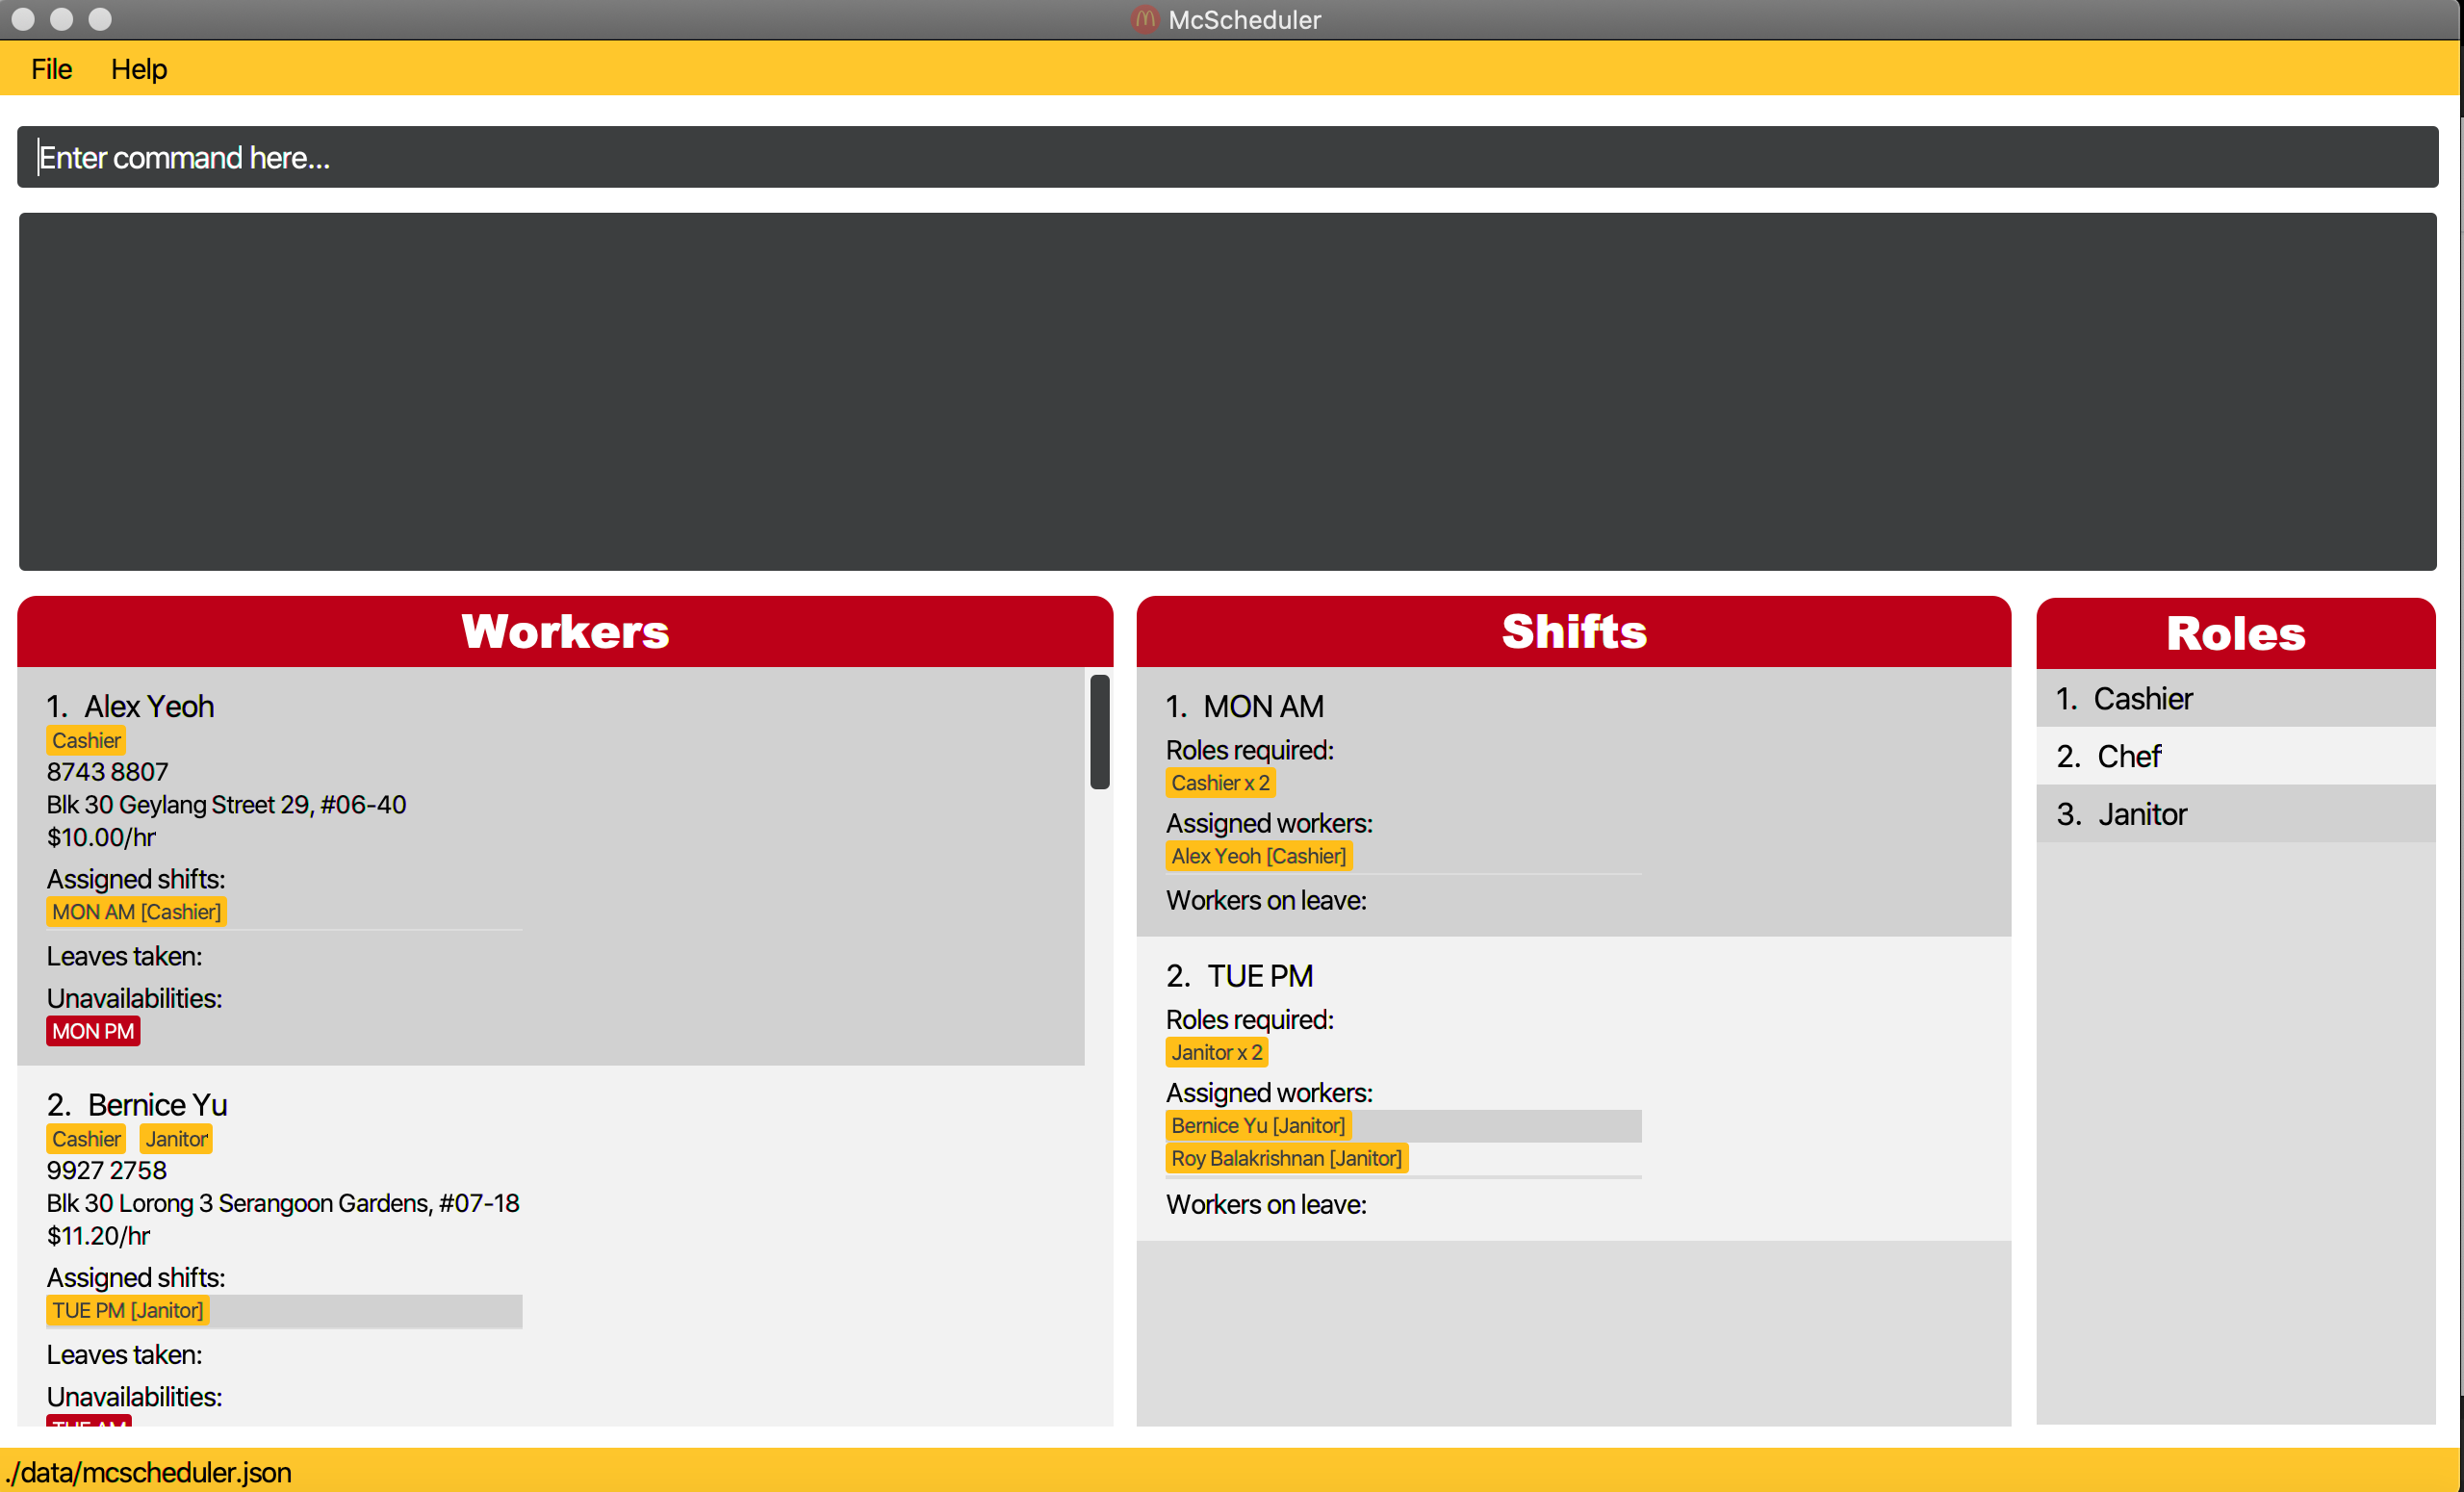 McScheduler
File Help
Enter command here...
Workers
1. Alex Yeoh
Cashier
8743 8807
Blk 30 Geylang Street 29, #06-40
$10.00/hr
Assigned shifts:
MON AM [Cashier]
Leaves taken:
Unavailabilities:
MON PM
2. Bernice Yu
Cashier Janitor
9927 2758
Blk 30 Lorong 3 Serangoon Gardens, #07-18
$11.20/hr
Assigned shifts:
TUE PM [Janitor]
Leaves taken:
Unavailabilities:
TUE AM
Shifts
1. MON AM
Roles required:
Cashier x 2
Assigned workers:
Alex Yeoh [Cashier]
Workers on leave:
2. TUE PM
Roles required:
Janitor x 2
Assigned workers:
Bernice Yu [Janitor]
Roy Balakrishnan [Janitor]
Workers on leave:
Roles
1. Cashier
2. Chef
3. Janitor
./data/mcscheduler.json